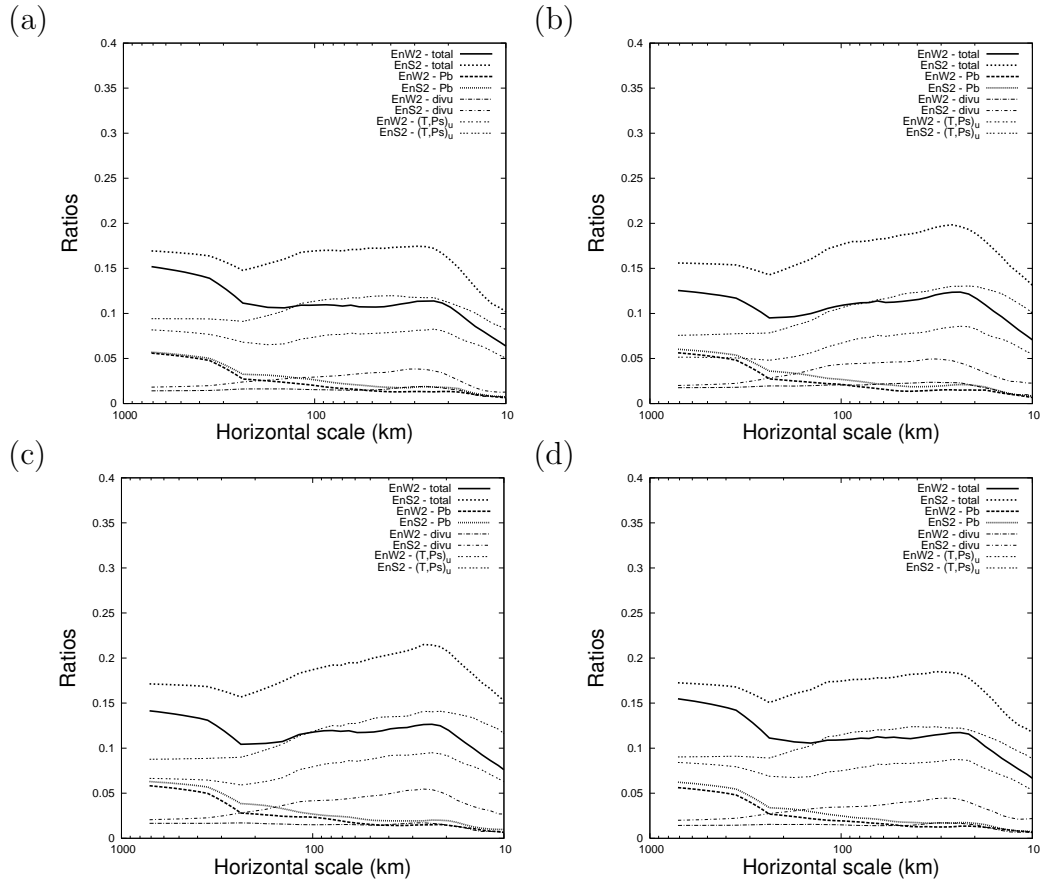 (a)
0.4
0.35
0.3
0.25
0.2
0.15
0.1
0.05
0
1000
100
10
Ratios
Horizontal scale (km)
EnW2 - total
EnS2 - total
EnW2 - Pb
EnS2 - Pb
EnW2 - divu
EnS2 - divu
EnW2 - (T,Ps)u
EnS2 - (T,Ps)u
(b)
0.4
0.35
0.3
0.25
0.2
0.15
0.1
0.05
0
1000
100
10
Ratios
Horizontal scale (km)
EnW2 - total
EnS2 - total
EnW2 - Pb
EnS2 - Pb
EnW2 - divu
EnS2 - divu
EnW2 - (T,Ps)u
EnS2 - (T,Ps)u
(c)
0.4
0.35
0.3
0.25
0.2
0.15
0.1
0.05
0
1000
100
10
Ratios
Horizontal scale (km)
EnW2 - total
EnS2 - total
EnW2 - Pb
EnS2 - Pb
EnW2 - divu
EnS2 - divu
EnW2 - (T,Ps)u
EnS2 - (T,Ps)u
(d)
0.4
0.35
0.3
0.25
0.2
0.15
0.1
0.05
0
1000
100
10
Ratios
Horizontal scale (km)
EnW2 - total
EnS2 - total
EnW2 - Pb
EnS2 - Pb
EnW2 - divu
EnS2 - divu
EnW2 - (T,Ps)u
EnS2 - (T,Ps)u